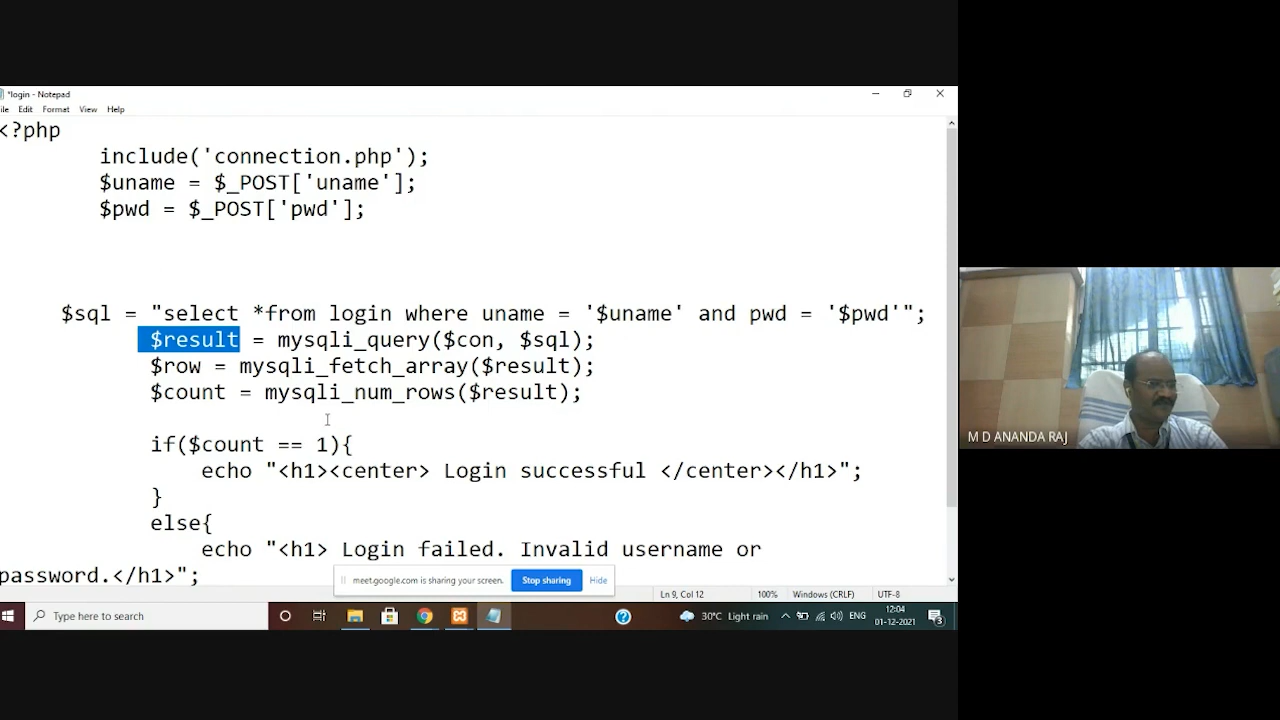 *login - Notepad
ile Edit Format View Help
<?php
include('connection.php');
$uname = $_POST['uname'];
$pwd = $_POST['pwd'];
$sql = "select *from login where uname = '$uname' and pwd = '$pwd'";
$result = mysqli_query($con, $sql);
$row = mysqli_fetch_array($result);
$count = mysqli_num_rows($result);
if($count == 1){
echo "<h1><center> Login successful </center></h1>";
}
else{
echo "<h1> Login failed. Invalid username or
password.</h1>";
meet.google.com is sharing your screen. Stop sharing Hide
Ln 9, Col 12 100% Windows (CRLF) UTF-8
Type here to search
30°C Light rain ENG 12:04
01-12-2021
3
M D ANANDA RAJ